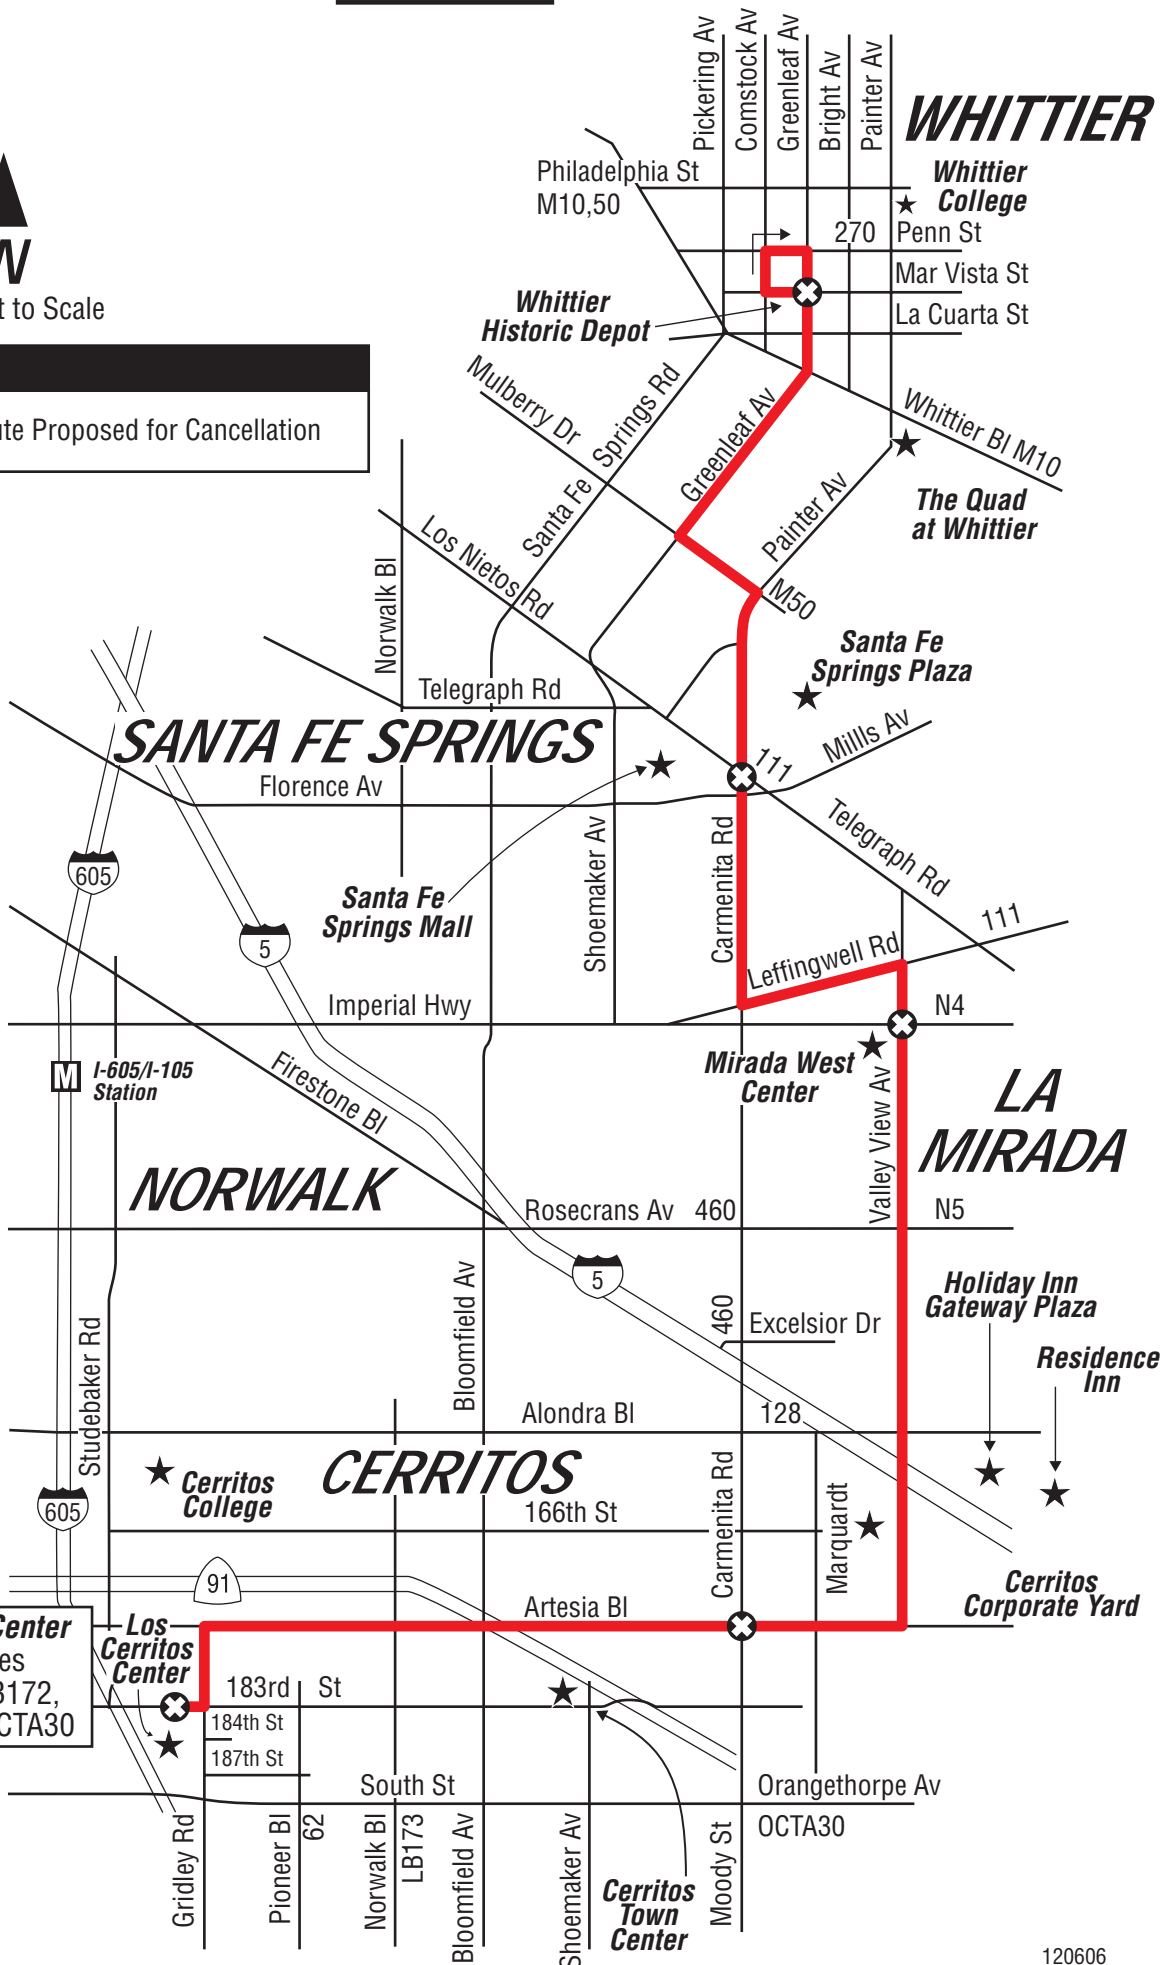 Pickering Av
Comstock Av
Greenleaf Av
Bright Av
Painter Av
WHITTIER
Philadelphia St
M10,50
Whittier
College
270
Penn St
Mar Vista St
La Cuarta St
Whittier
Historic Depot
t to Scale
ute Proposed for Cancellation
Mulberry Dr
Santa Fe Springs Rd
Greenleaf Av
Whittier Bl M10
The Quad
at Whittier
Painter Av
M50
Los Nietos Rd
Norwalk Bl
Telegraph Rd
Santa Fe
Springs Plaza
SANTA FE SPRINGS
Florence Av
111
Millls Av
Telegraph Rd
Shoemaker Av
Carmenita Rd
Santa Fe
Springs Mall
605
5
Leffingwell Rd
111
Imperial Hwy
N4
M
I-605/I-105
Station
Firestone Bl
Mirada West
Center
Valley View Av
LA
MIRADA
NORWALK
Rosecrans Av
460
N5
Bloomfield Av
5
460
Excelsior Dr
Holiday Inn
Gateway Plaza
Residence
Inn
Studebaker Rd
Alondra Bl
128
CERRITOS
Cerritos
College
605
166th St
Carmenita Rd
Marquardt
91
Artesia Bl
Cerritos
Corporate Yard
Center
es
3172,
CTA30
Los
Cerritos
Center
183rd St
184th St
187th St
South St
Orangethorpe Av
OCTA30
Gridley Rd
Pioneer Bl
62
Norwalk Bl
LB173
Bloomfield Av
Shoemaker Av
Moody St
Cerritos
Town
Center
120606